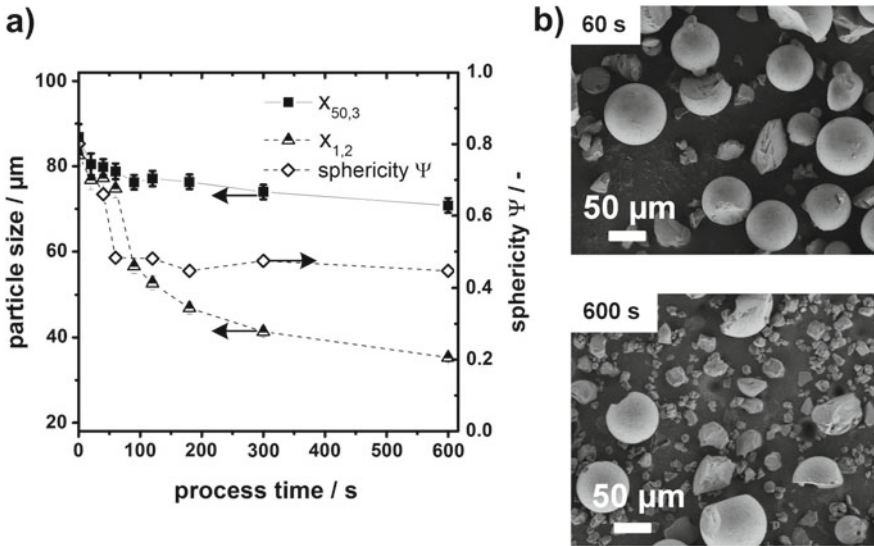 a)
100
80
60
40
20
particle size / µm
0 100 200 300 400 500 600
process time / s
1.0
0.8
0.6
0.4
0.2
0.0
sphericity Ψ / -
x50,3
x1,2
sphericity Ψ
b)
60 s
50 µm
600 s
50 µm